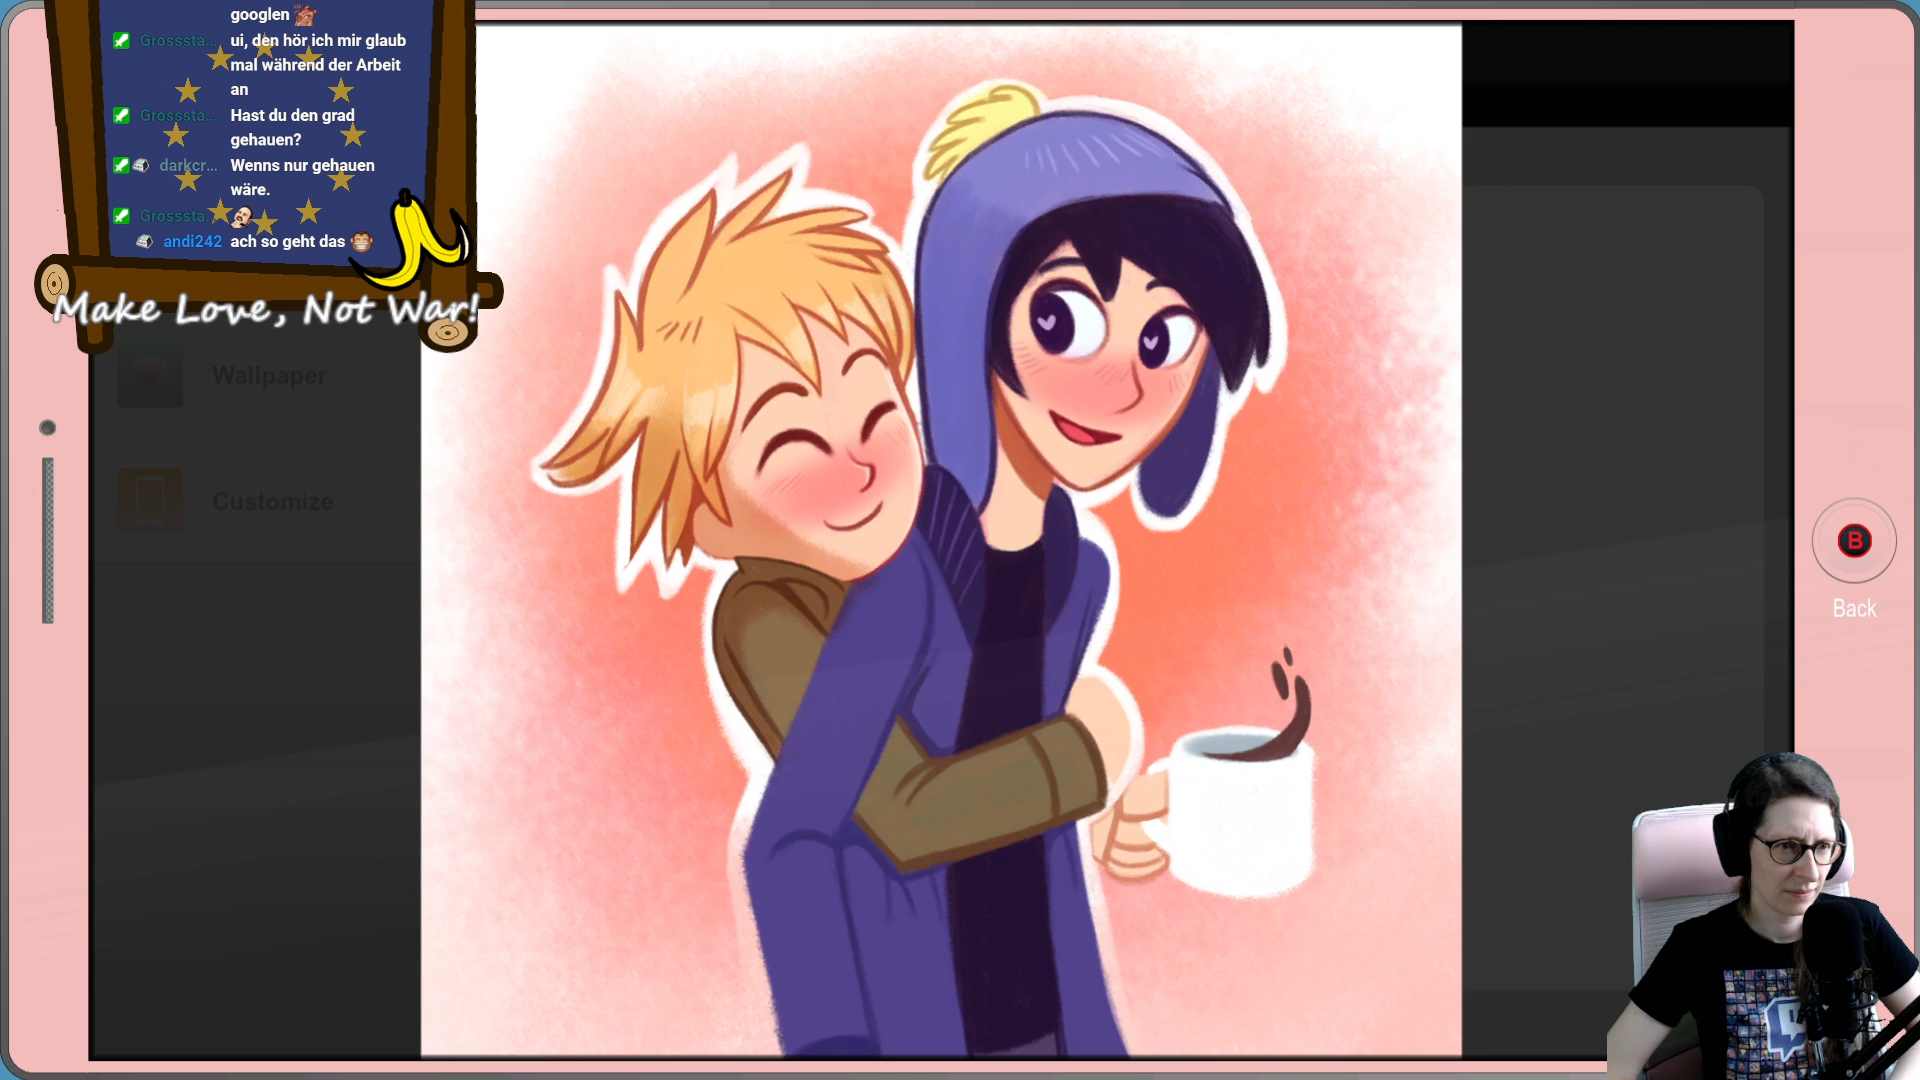 googlen
Grosssta... ui, den hör ich mir glaub
mal während der Arbeit
an
Grosssta... Hast du den grad
gehauen?
darkcr... Wenns nur gehauen
wäre.
Grosssta...
andi242 ach so geht das
Make Love, Not War!
Wallpaper
Customize
B
Back